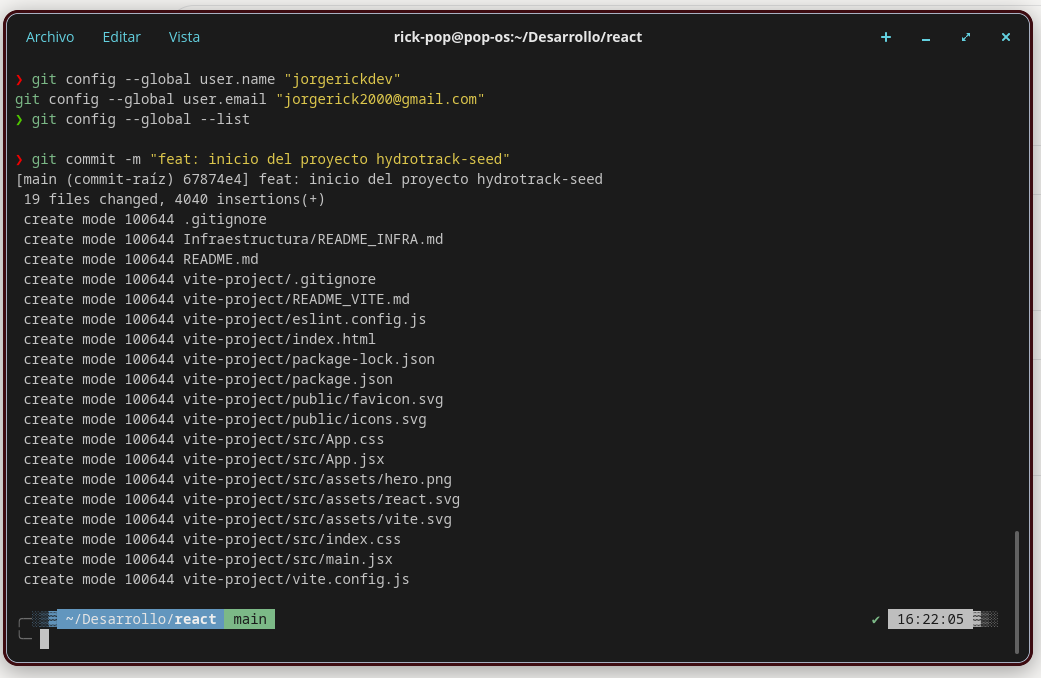 Archivo Editar Vista rick-pop@pop-os:~/Desarrollo/react
❯ git config --global user.name "jorgerickdev"
git config --global user.email "jorgerick2000@gmail.com"
❯ git config --global --list
❯ git commit -m "feat: inicio del proyecto hydrotrack-seed"
[main (commit-raíz) 67874e4] feat: inicio del proyecto hydrotrack-seed
19 files changed, 4040 insertions(+)
create mode 100644 .gitignore
create mode 100644 Infraestructura/README_INFRA.md
create mode 100644 README.md
create mode 100644 vite-project/.gitignore
create mode 100644 vite-project/README_VITE.md
create mode 100644 vite-project/eslint.config.js
create mode 100644 vite-project/index.html
create mode 100644 vite-project/package-lock.json
create mode 100644 vite-project/package.json
create mode 100644 vite-project/public/favicon.svg
create mode 100644 vite-project/public/icons.svg
create mode 100644 vite-project/src/App.css
create mode 100644 vite-project/src/App.jsx
create mode 100644 vite-project/src/assets/hero.png
create mode 100644 vite-project/src/assets/react.svg
create mode 100644 vite-project/src/assets/vite.svg
create mode 100644 vite-project/src/index.css
create mode 100644 vite-project/src/main.jsx
create mode 100644 vite-project/vite.config.js
~/Desarrollo/react main ✔ 16:22:05